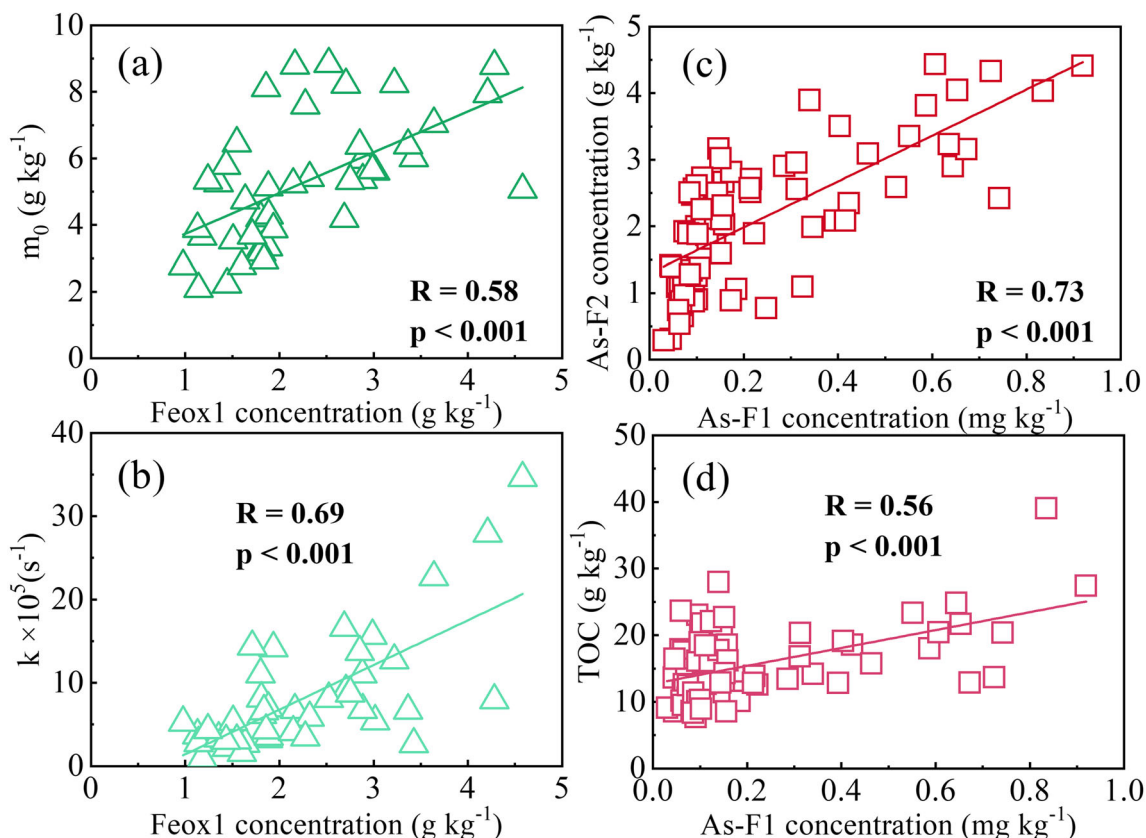 (a)
10
8
6
4
2
0
m₀ (g kg⁻¹)
R = 0.58
p < 0.001
0 1 2 3 4 5
Feox1 concentration (g kg⁻¹)
(c)
5
4
3
2
1
0
As-F2 concentration (g kg⁻¹)
R = 0.73
p < 0.001
0.0 0.2 0.4 0.6 0.8 1.0
As-F1 concentration (mg kg⁻¹)
(b)
40
30
20
10
0
k ×10⁵(s⁻¹)
R = 0.69
p < 0.001
0 1 2 3 4 5
Feox1 concentration (g kg⁻¹)
(d)
50
40
30
20
10
0
TOC (g kg⁻¹)
R = 0.56
p < 0.001
0.0 0.2 0.4 0.6 0.8 1.0
As-F1 concentration (mg kg⁻¹)